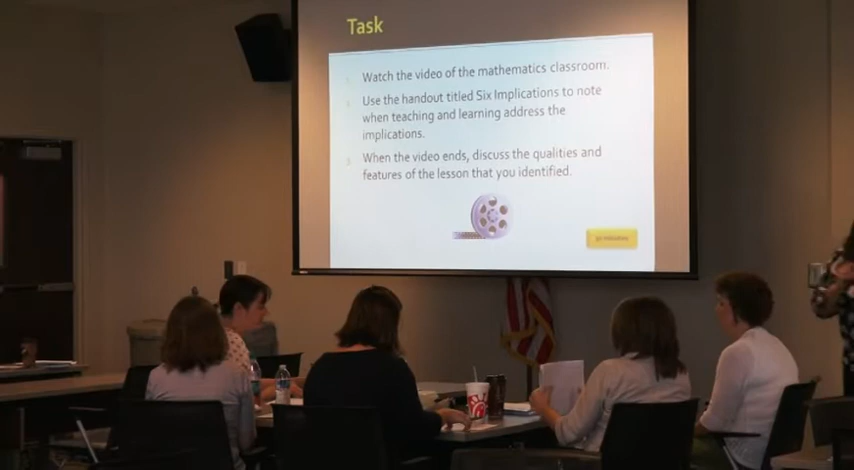 Task
Watch the video of the mathematics classroom.
Use the handout titled Six Implications to note
when teaching and learning address the
implications.
When the video ends, discuss the qualities and
features of the lesson that you identified.